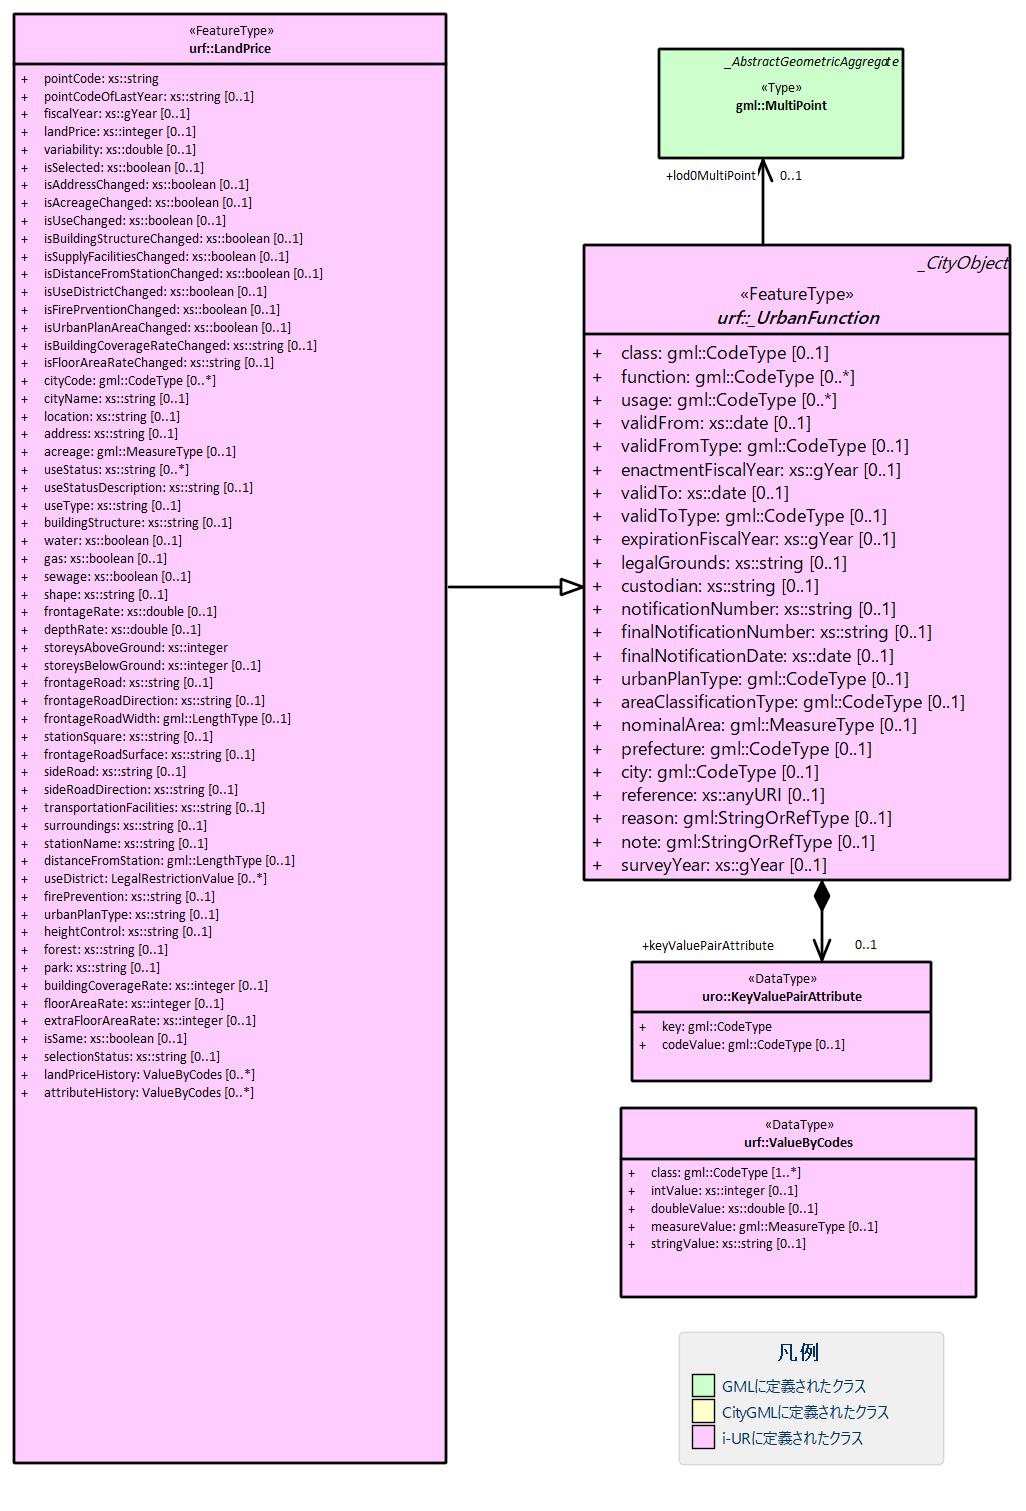 «FeatureType»
urf::LandPrice
+ pointCode: xs::string
+ pointCodeOfLastYear: xs::string [0..1]
+ fiscalYear: xs::gYear [0..1]
+ landPrice: xs::integer [0..1]
+ variability: xs::double [0..1]
+ isSelected: xs::boolean [0..1]
+ isAddressChanged: xs::boolean [0..1]
+ isAcreageChanged: xs::boolean [0..1]
+ isUseChanged: xs::boolean [0..1]
+ isBuildingStructureChanged: xs::boolean [0..1]
+ isSupplyFacilitiesChanged: xs::boolean [0..1]
+ isDistanceFromStationChanged: xs::boolean [0..1]
+ isUseDistrictChanged: xs::boolean [0..1]
+ isFirePrventionChanged: xs::boolean [0..1]
+ isUrbanPlanAreaChanged: xs::boolean [0..1]
+ isBuildingCoverageRateChanged: xs::string [0..1]
+ isFloorAreaRateChanged: xs::string [0..1]
+ cityCode: gml::CodeType [0..*]
+ cityName: xs::string [0..1]
+ location: xs::string [0..1]
+ address: xs::string [0..1]
+ acreage: gml::MeasureType [0..1]
+ useStatus: xs::string [0..*]
+ useStatusDescription: xs::string [0..1]
+ useType: xs::string [0..1]
+ buildingStructure: xs::string [0..1]
+ water: xs::boolean [0..1]
+ gas: xs::boolean [0..1]
+ sewage: xs::boolean [0..1]
+ shape: xs::string [0..1]
+ frontageRate: xs::double [0..1]
+ depthRate: xs::double [0..1]
+ storeysAboveGround: xs::integer
+ storeysBelowGround: xs::integer [0..1]
+ frontageRoad: xs::string [0..1]
+ frontageRoadDirection: xs::string [0..1]
+ frontageRoadWidth: gml::LengthType [0..1]
+ stationSquare: xs::string [0..1]
+ frontageRoadSurface: xs::string [0..1]
+ sideRoad: xs::string [0..1]
+ sideRoadDirection: xs::string [0..1]
+ transportationFacilities: xs::string [0..1]
+ surroundings: xs::string [0..1]
+ stationName: xs::string [0..1]
+ distanceFromStation: gml::LengthType [0..1]
+ useDistrict: LegalRestrictionValue [0..*]
+ firePrevention: xs::string [0..1]
+ urbanPlanType: xs::string [0..1]
+ heightControl: xs::string [0..1]
+ forest: xs::string [0..1]
+ park: xs::string [0..1]
+ buildingCoverageRate: xs::integer [0..1]
+ floorAreaRate: xs::integer [0..1]
+ extraFloorAreaRate: xs::integer [0..1]
+ isSame: xs::boolean [0..1]
+ selectionStatus: xs::string [0..1]
+ landPriceHistory: ValueByCodes [0..*]
+ attributeHistory: ValueByCodes [0..*]
_AbstractGeometricAggregate
«Type»
gml::MultiPoint
+lod0MultiPoint 0..1
_CityObject
«FeatureType»
urf::_UrbanFunction
+ class: gml::CodeType [0..1]
+ function: gml::CodeType [0..*]
+ usage: gml::CodeType [0..*]
+ validFrom: xs::date [0..1]
+ validFromType: gml::CodeType [0..1]
+ enactmentFiscalYear: xs::gYear [0..1]
+ validTo: xs::date [0..1]
+ validToType: gml::CodeType [0..1]
+ expirationFiscalYear: xs::gYear [0..1]
+ legalGrounds: xs::string [0..1]
+ custodian: xs::string [0..1]
+ notificationNumber: xs::string [0..1]
+ finalNotificationNumber: xs::string [0..1]
+ finalNotificationDate: xs::date [0..1]
+ urbanPlanType: gml::CodeType [0..1]
+ areaClassificationType: gml::CodeType [0..1]
+ nominalArea: gml::MeasureType [0..1]
+ prefecture: gml::CodeType [0..1]
+ city: gml::CodeType [0..1]
+ reference: xs::anyURI [0..1]
+ reason: gml:StringOrRefType [0..1]
+ note: gml:StringOrRefType [0..1]
+ surveyYear: xs::gYear [0..1]
+keyValuePairAttribute 0..1
«DataType»
uro::KeyValuePairAttribute
+ key: gml::CodeType
+ codeValue: gml::CodeType [0..1]
«DataType»
urf::ValueByCodes
+ class: gml::CodeType [1..*]
+ intValue: xs::integer [0..1]
+ doubleValue: xs::double [0..1]
+ measureValue: gml::MeasureType [0..1]
+ stringValue: xs::string [0..1]
凡例
GMLに定義されたクラス
CityGMLに定義されたクラス
i-URに定義されたクラス